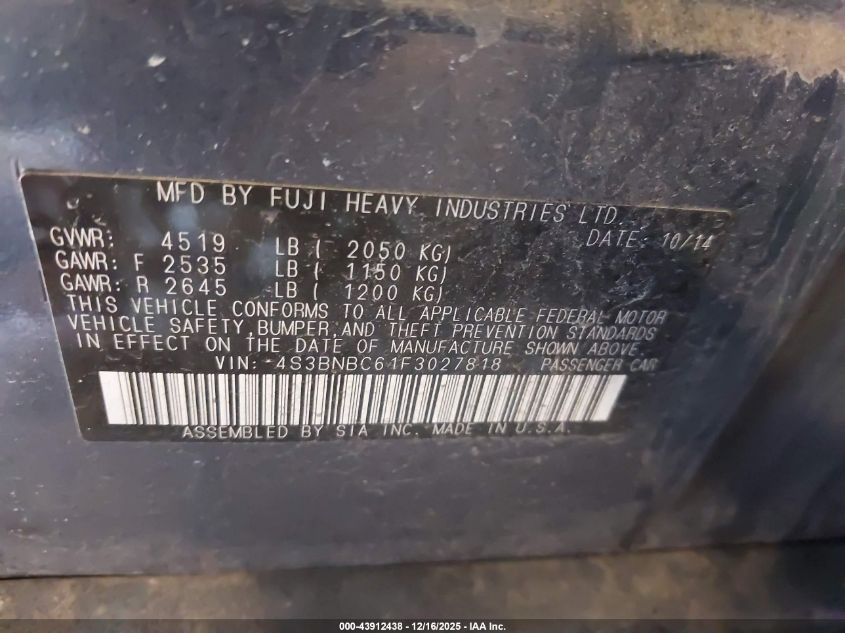 MFD BY FUJI HEAVY INDUSTRIES LTD.
DATE: 10/14
GVWR: 4519 LB ( 2050 KG)
GAWR: F 2535 LB ( 1150 KG)
GAWR: R 2645 LB ( 1200 KG)
THIS VEHICLE CONFORMS TO ALL APPLICABLE FEDERAL MOTOR
VEHICLE SAFETY, BUMPER, AND THEFT PREVENTION STANDARDS
IN EFFECT ON THE DATE OF MANUFACTURE SHOWN ABOVE.
VIN: 4S3BNBC61F3027818 PASSENGER CAR
ASSEMBLED BY SIA INC. MADE IN U.S.A.
000-43912438 - 12/16/2025 - IAA Inc.